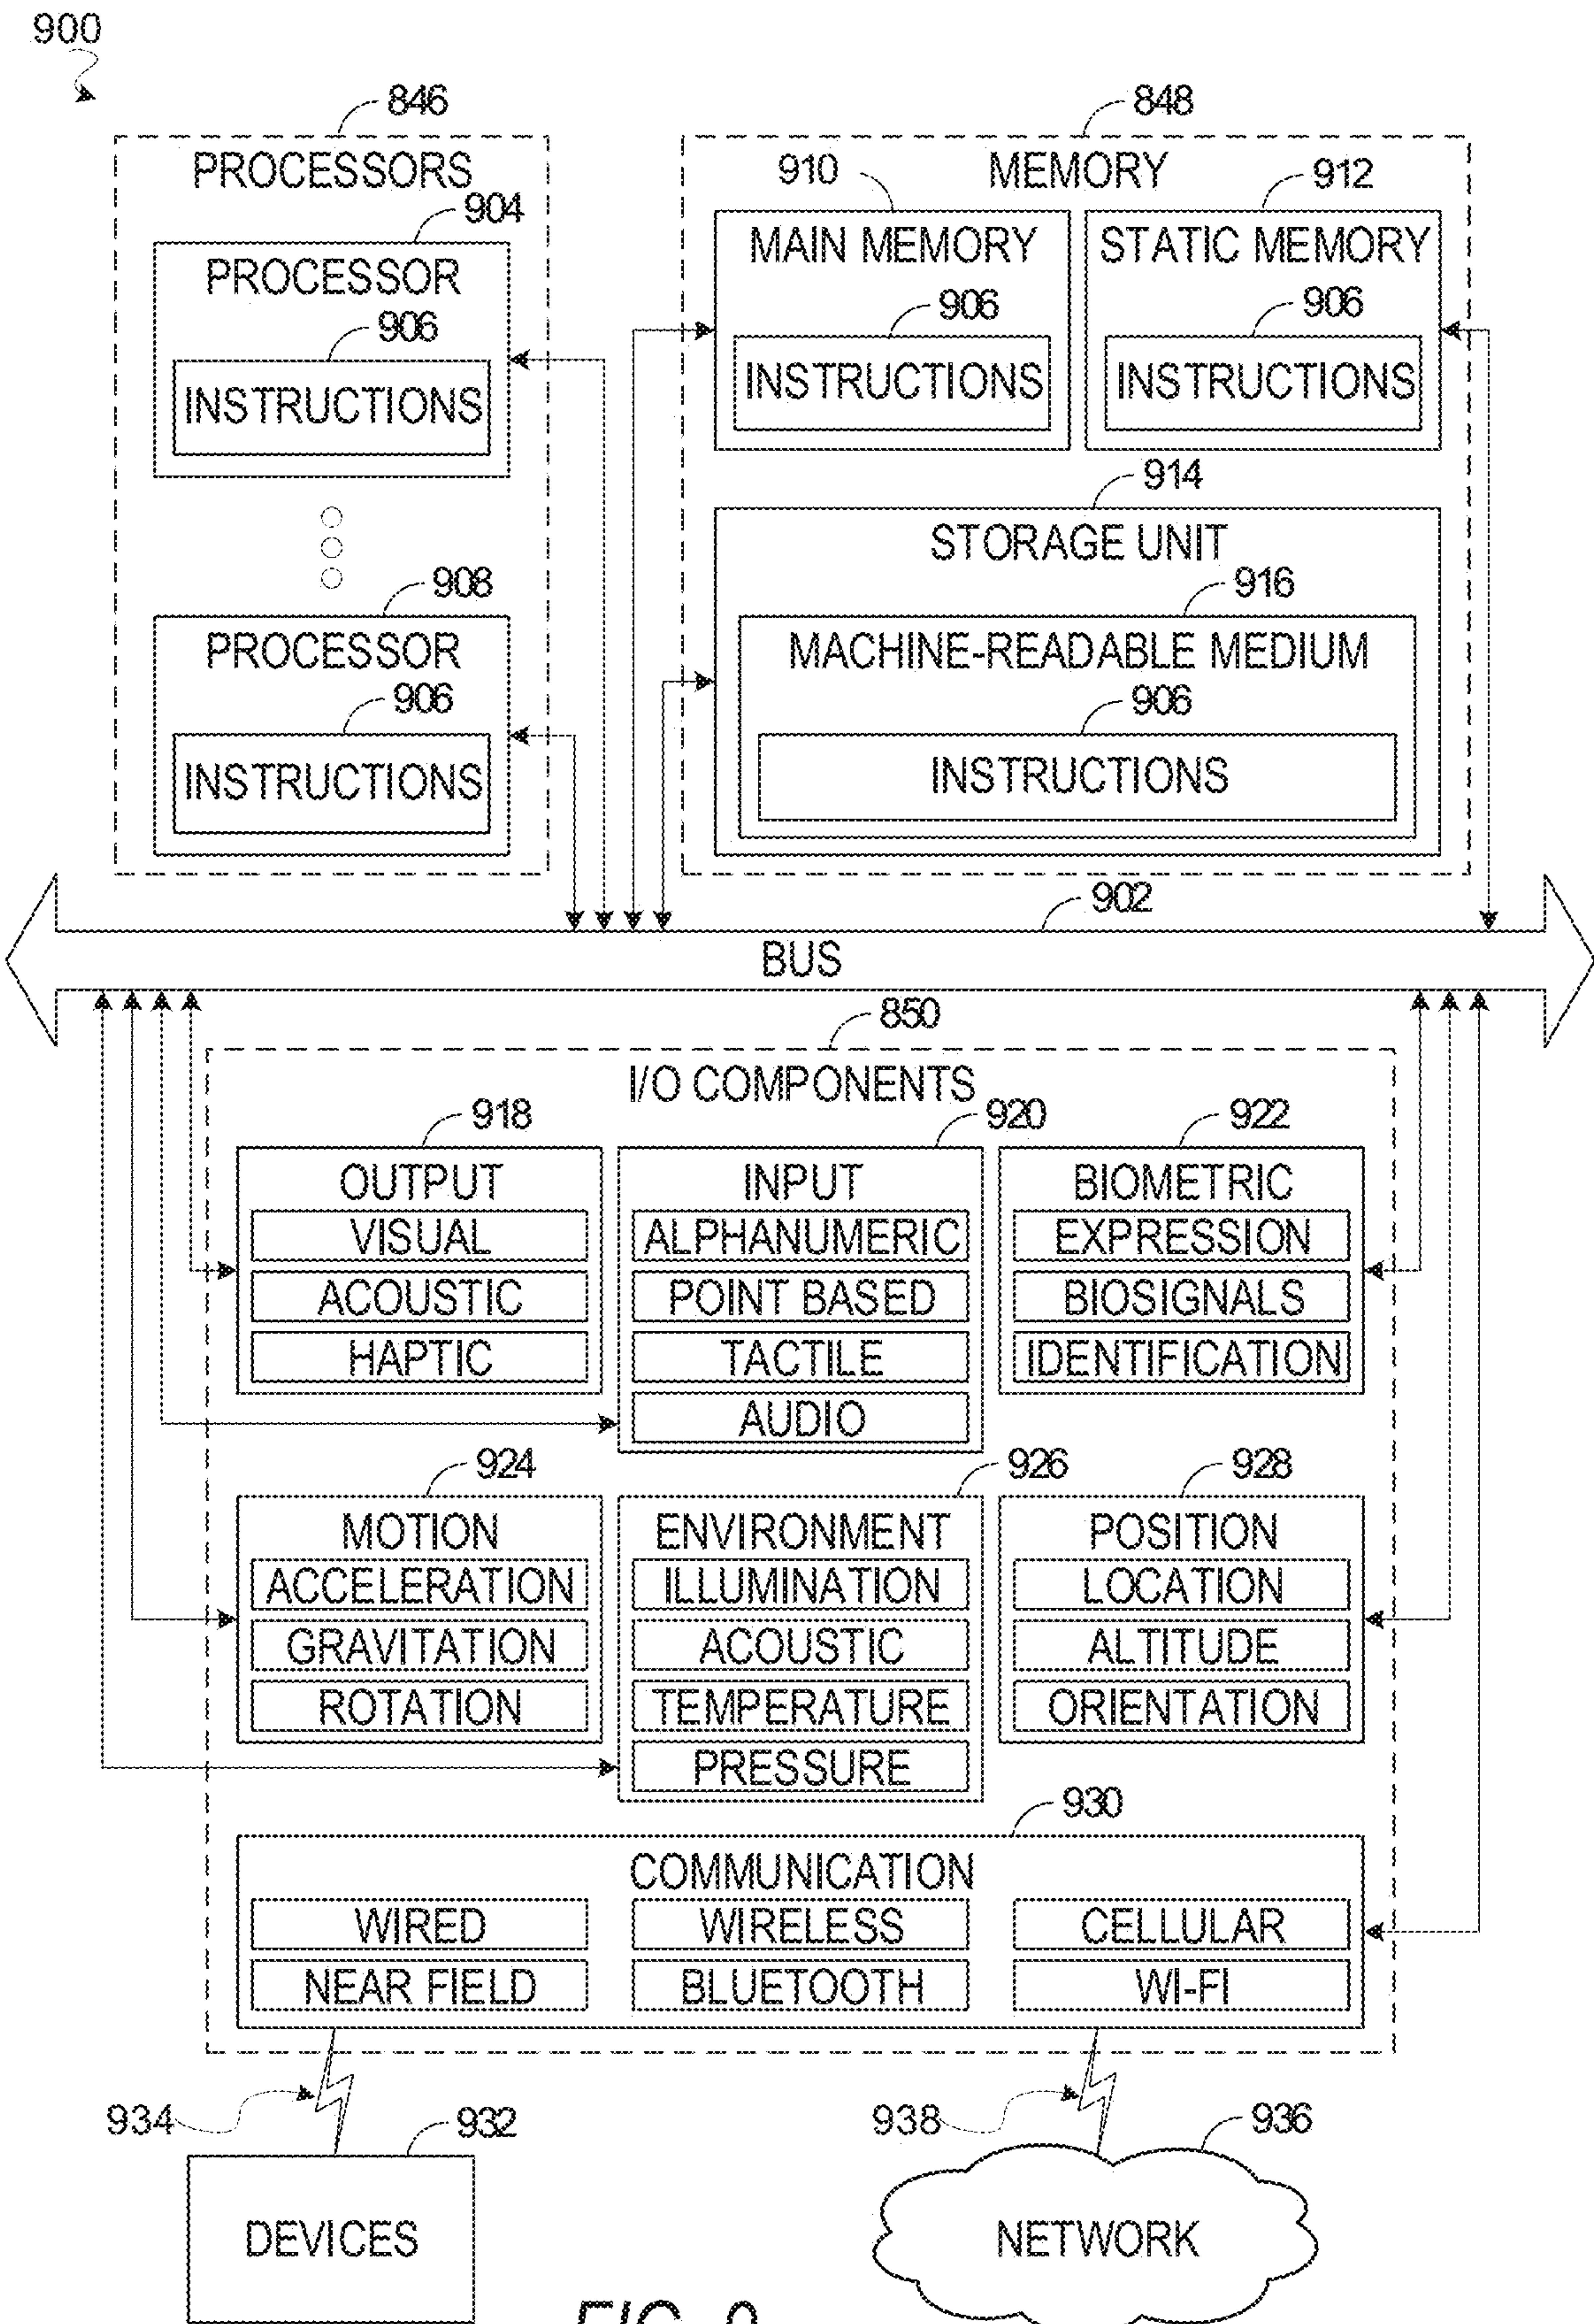 900
846
848
PROCESSORS
910
MEMORY
912
904
PROCESSOR
MAIN MEMORY
STATIC MEMORY
906
906
906
INSTRUCTIONS
INSTRUCTIONS
INSTRUCTIONS
914
STORAGE UNIT
908
916
PROCESSOR
MACHINE-READABLE MEDIUM
906
906
INSTRUCTIONS
INSTRUCTIONS
902
BUS
850
I/O COMPONENTS
918
920
922
OUTPUT
INPUT
BIOMETRIC
VISUAL
ALPHANUMERIC
EXPRESSION
ACOUSTIC
POINT BASED
BIOSIGNALS
HAPTIC
TACTILE
IDENTIFICATION
AUDIO
924
926
928
MOTION
ENVIRONMENT
POSITION
ACCELERATION
ILLUMINATION
LOCATION
GRAVITATION
ACOUSTIC
ALTITUDE
ROTATION
TEMPERATURE
ORIENTATION
PRESSURE
930
COMMUNICATION
WIRED
WIRELESS
CELLULAR
NEAR FIELD
BLUETOOTH
WI-FI
934
932
938
936
DEVICES
NETWORK
FIG. 9